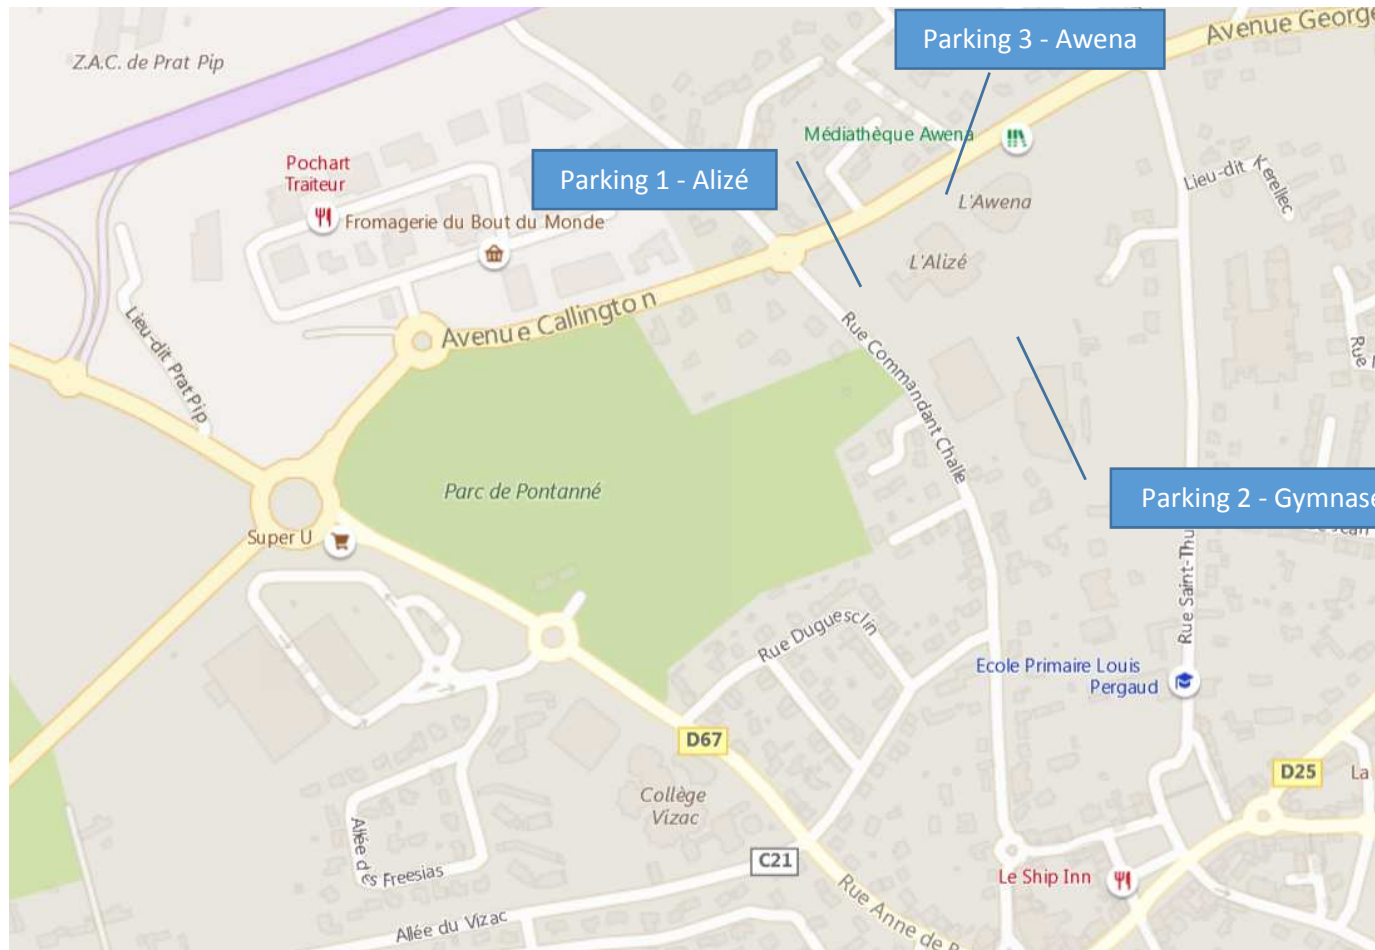 Avenue George
Parking 3 - Awena
Z.A.C. de Prat Pip
Médiathèque Awena
Pochart
Traiteur
Parking 1 - Alizé
Lieu-dit Kerellec
L'Awena
Fromagerie du Bout du Monde
L'Alizé
Avenue Callington
Rue Commandant Challe
Lieu-dit Prat Pip
Rue
Parc de Pontanné
Parking 2 - Gymnase
Super U
Jean
Rue Saint-Thu
Rue Duguesclin
Ecole Primaire Louis
Pergaud
D67
D25
La
Collège
Vizac
Allée des Freesias
C21
Le Ship Inn
Rue Anne de
Allée du Vizac